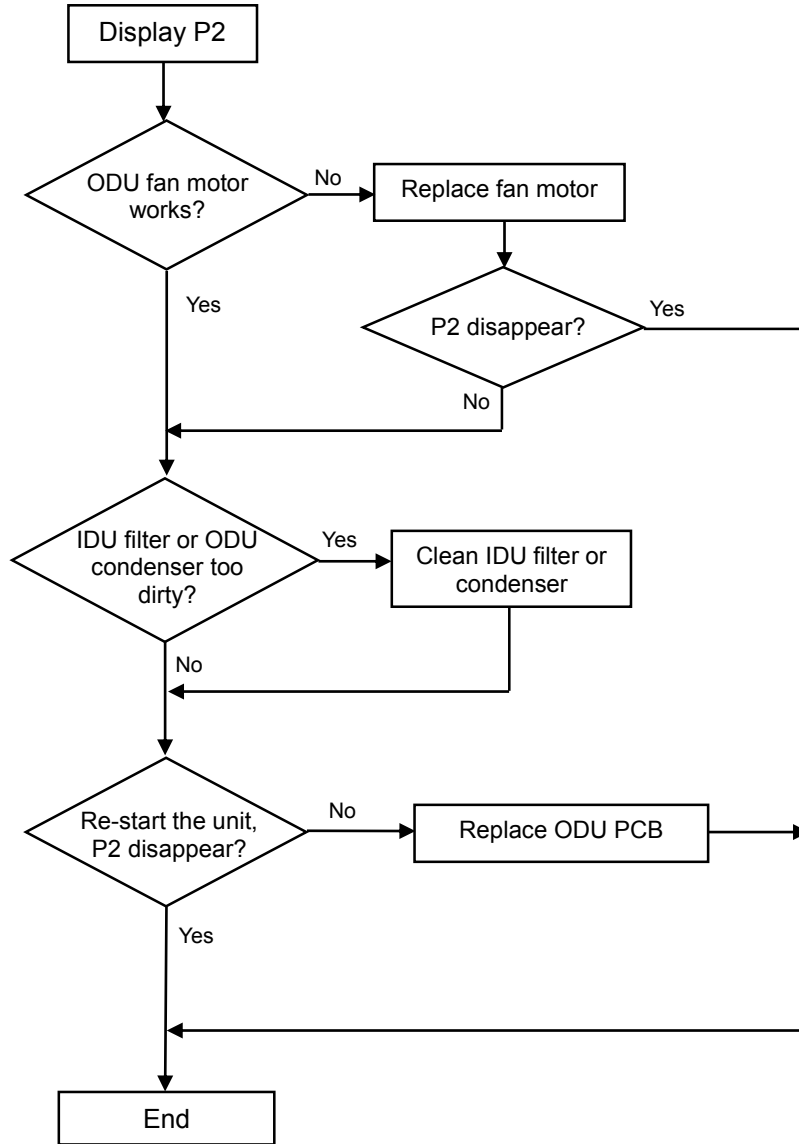 Display P2
ODU fan motor
works?
No
Replace fan motor
Yes
P2 disappear?
Yes
No
IDU filter or ODU
condenser too
dirty?
Yes
Clean IDU filter or
condenser
No
Re-start the unit,
P2 disappear?
No
Replace ODU PCB
Yes
End